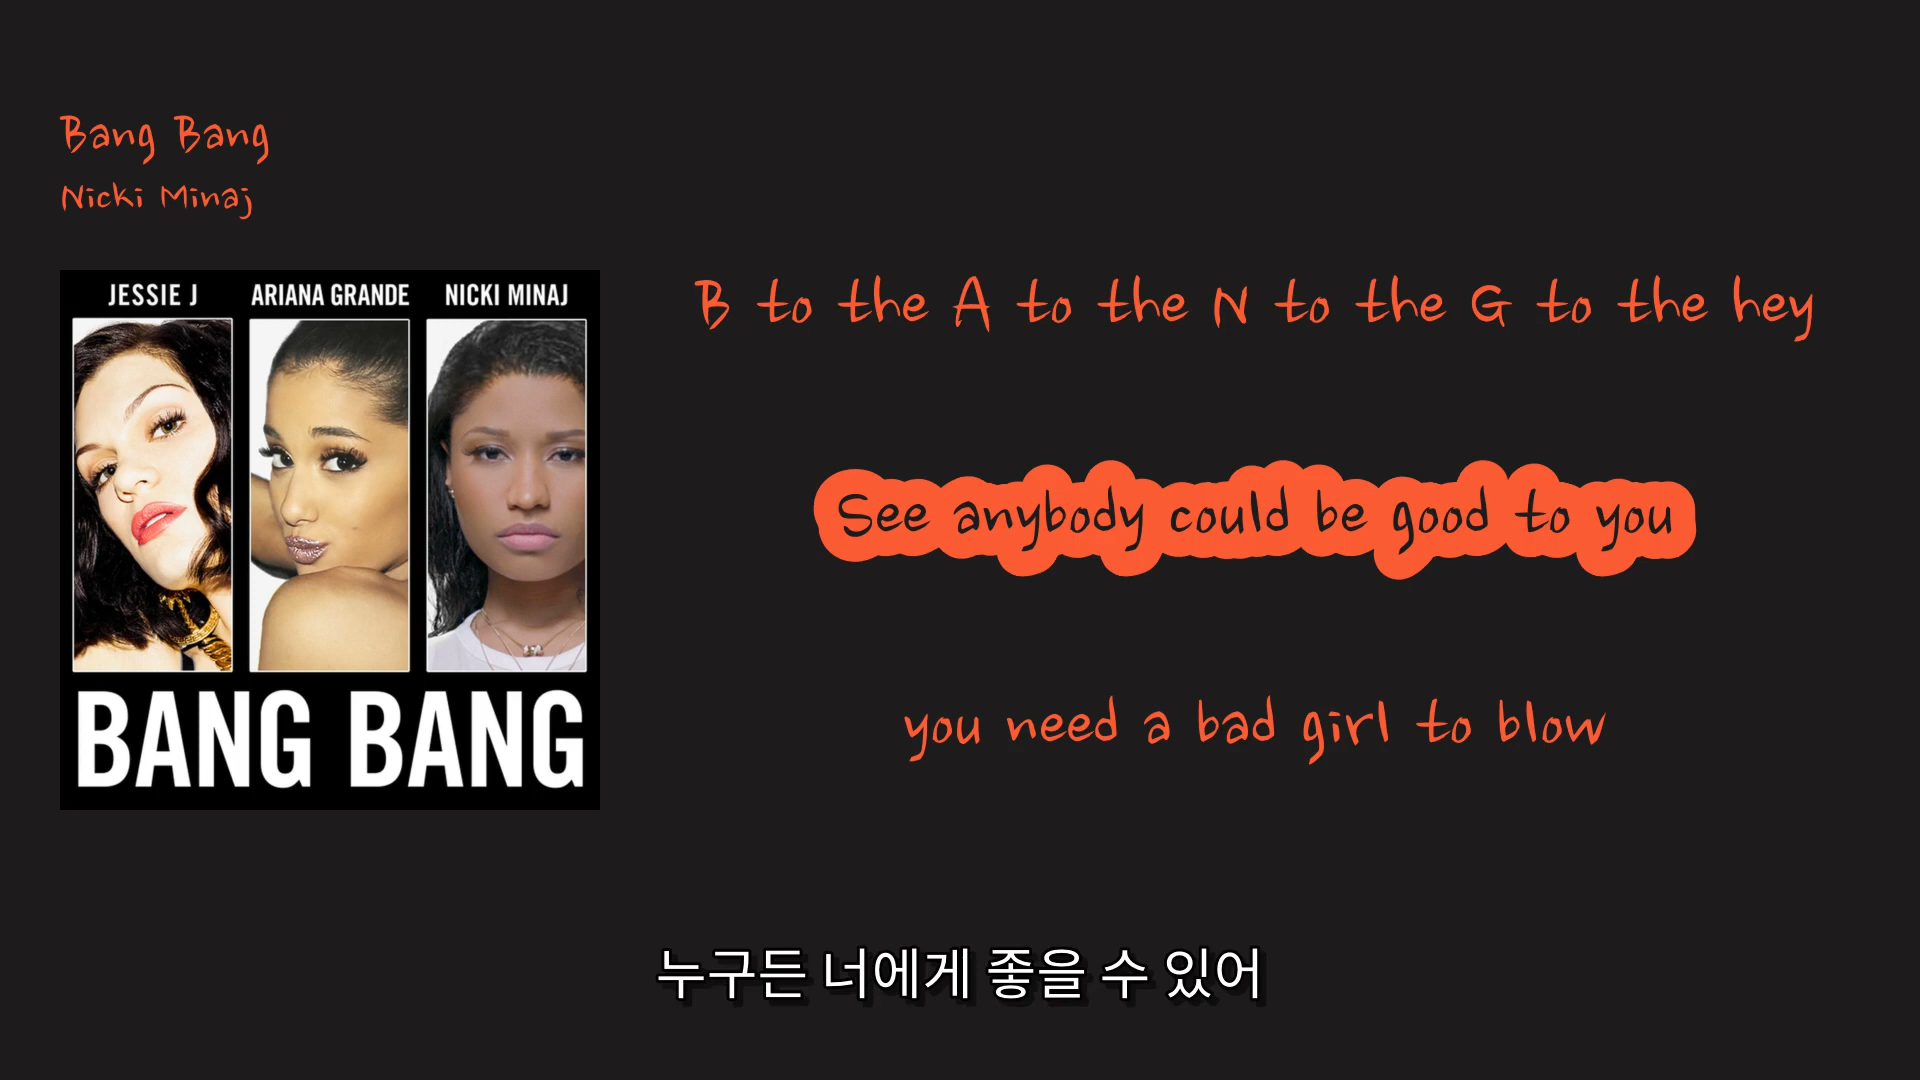 Bang Bang
Nicki Minaj
JESSIE J ARIANA GRANDE NICKI MINAJ
BANG BANG
B to the A to the N to the G to the hey
See anybody could be good to you
you need a bad girl to blow
누구든 너에게 좋을 수 있어